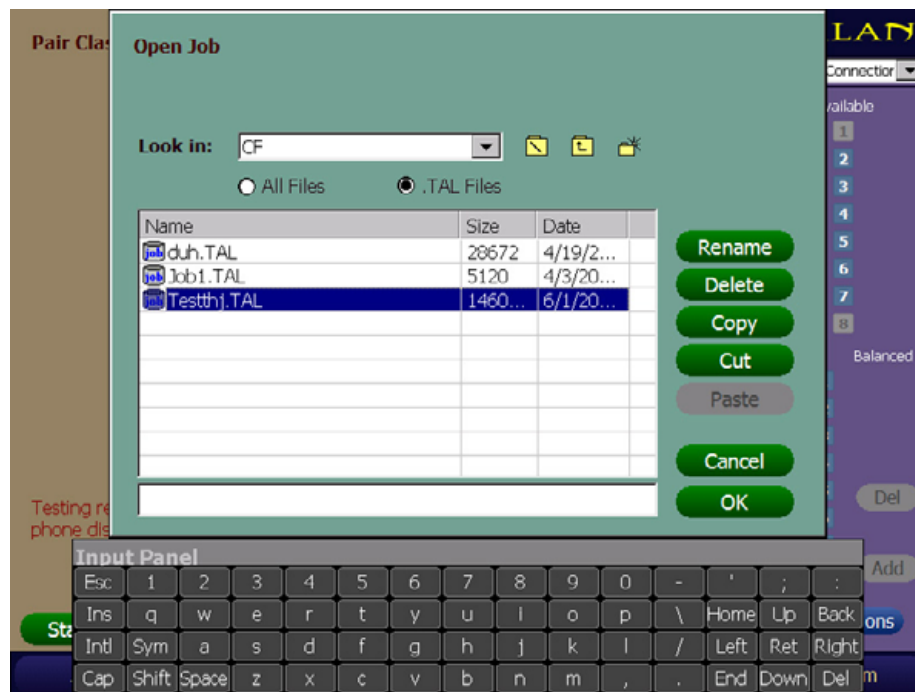 Pair Clas
Open Job
LAN
Connection
vailable
Look in: CF
All Files .TAL Files
Name Size Date
duh.TAL 28672 4/19/2...
Job1.TAL 5120 4/3/20...
Testthj.TAL 1460... 6/1/20...
Rename
Delete
Copy
Cut
Paste
Cancel
OK
1
2
3
4
5
6
7
8
Balanced
Del
Add
Testing re
phone dis
Sta
ons
m
Input Panel
Esc 1 2 3 4 5 6 7 8 9 0 - ' ; :
Ins q w e r t y u i o p \ Home Up Back
Intl Sym a s d f g h j k l / Left Ret Right
Cap Shift Space z x c v b n m , . End Down Del